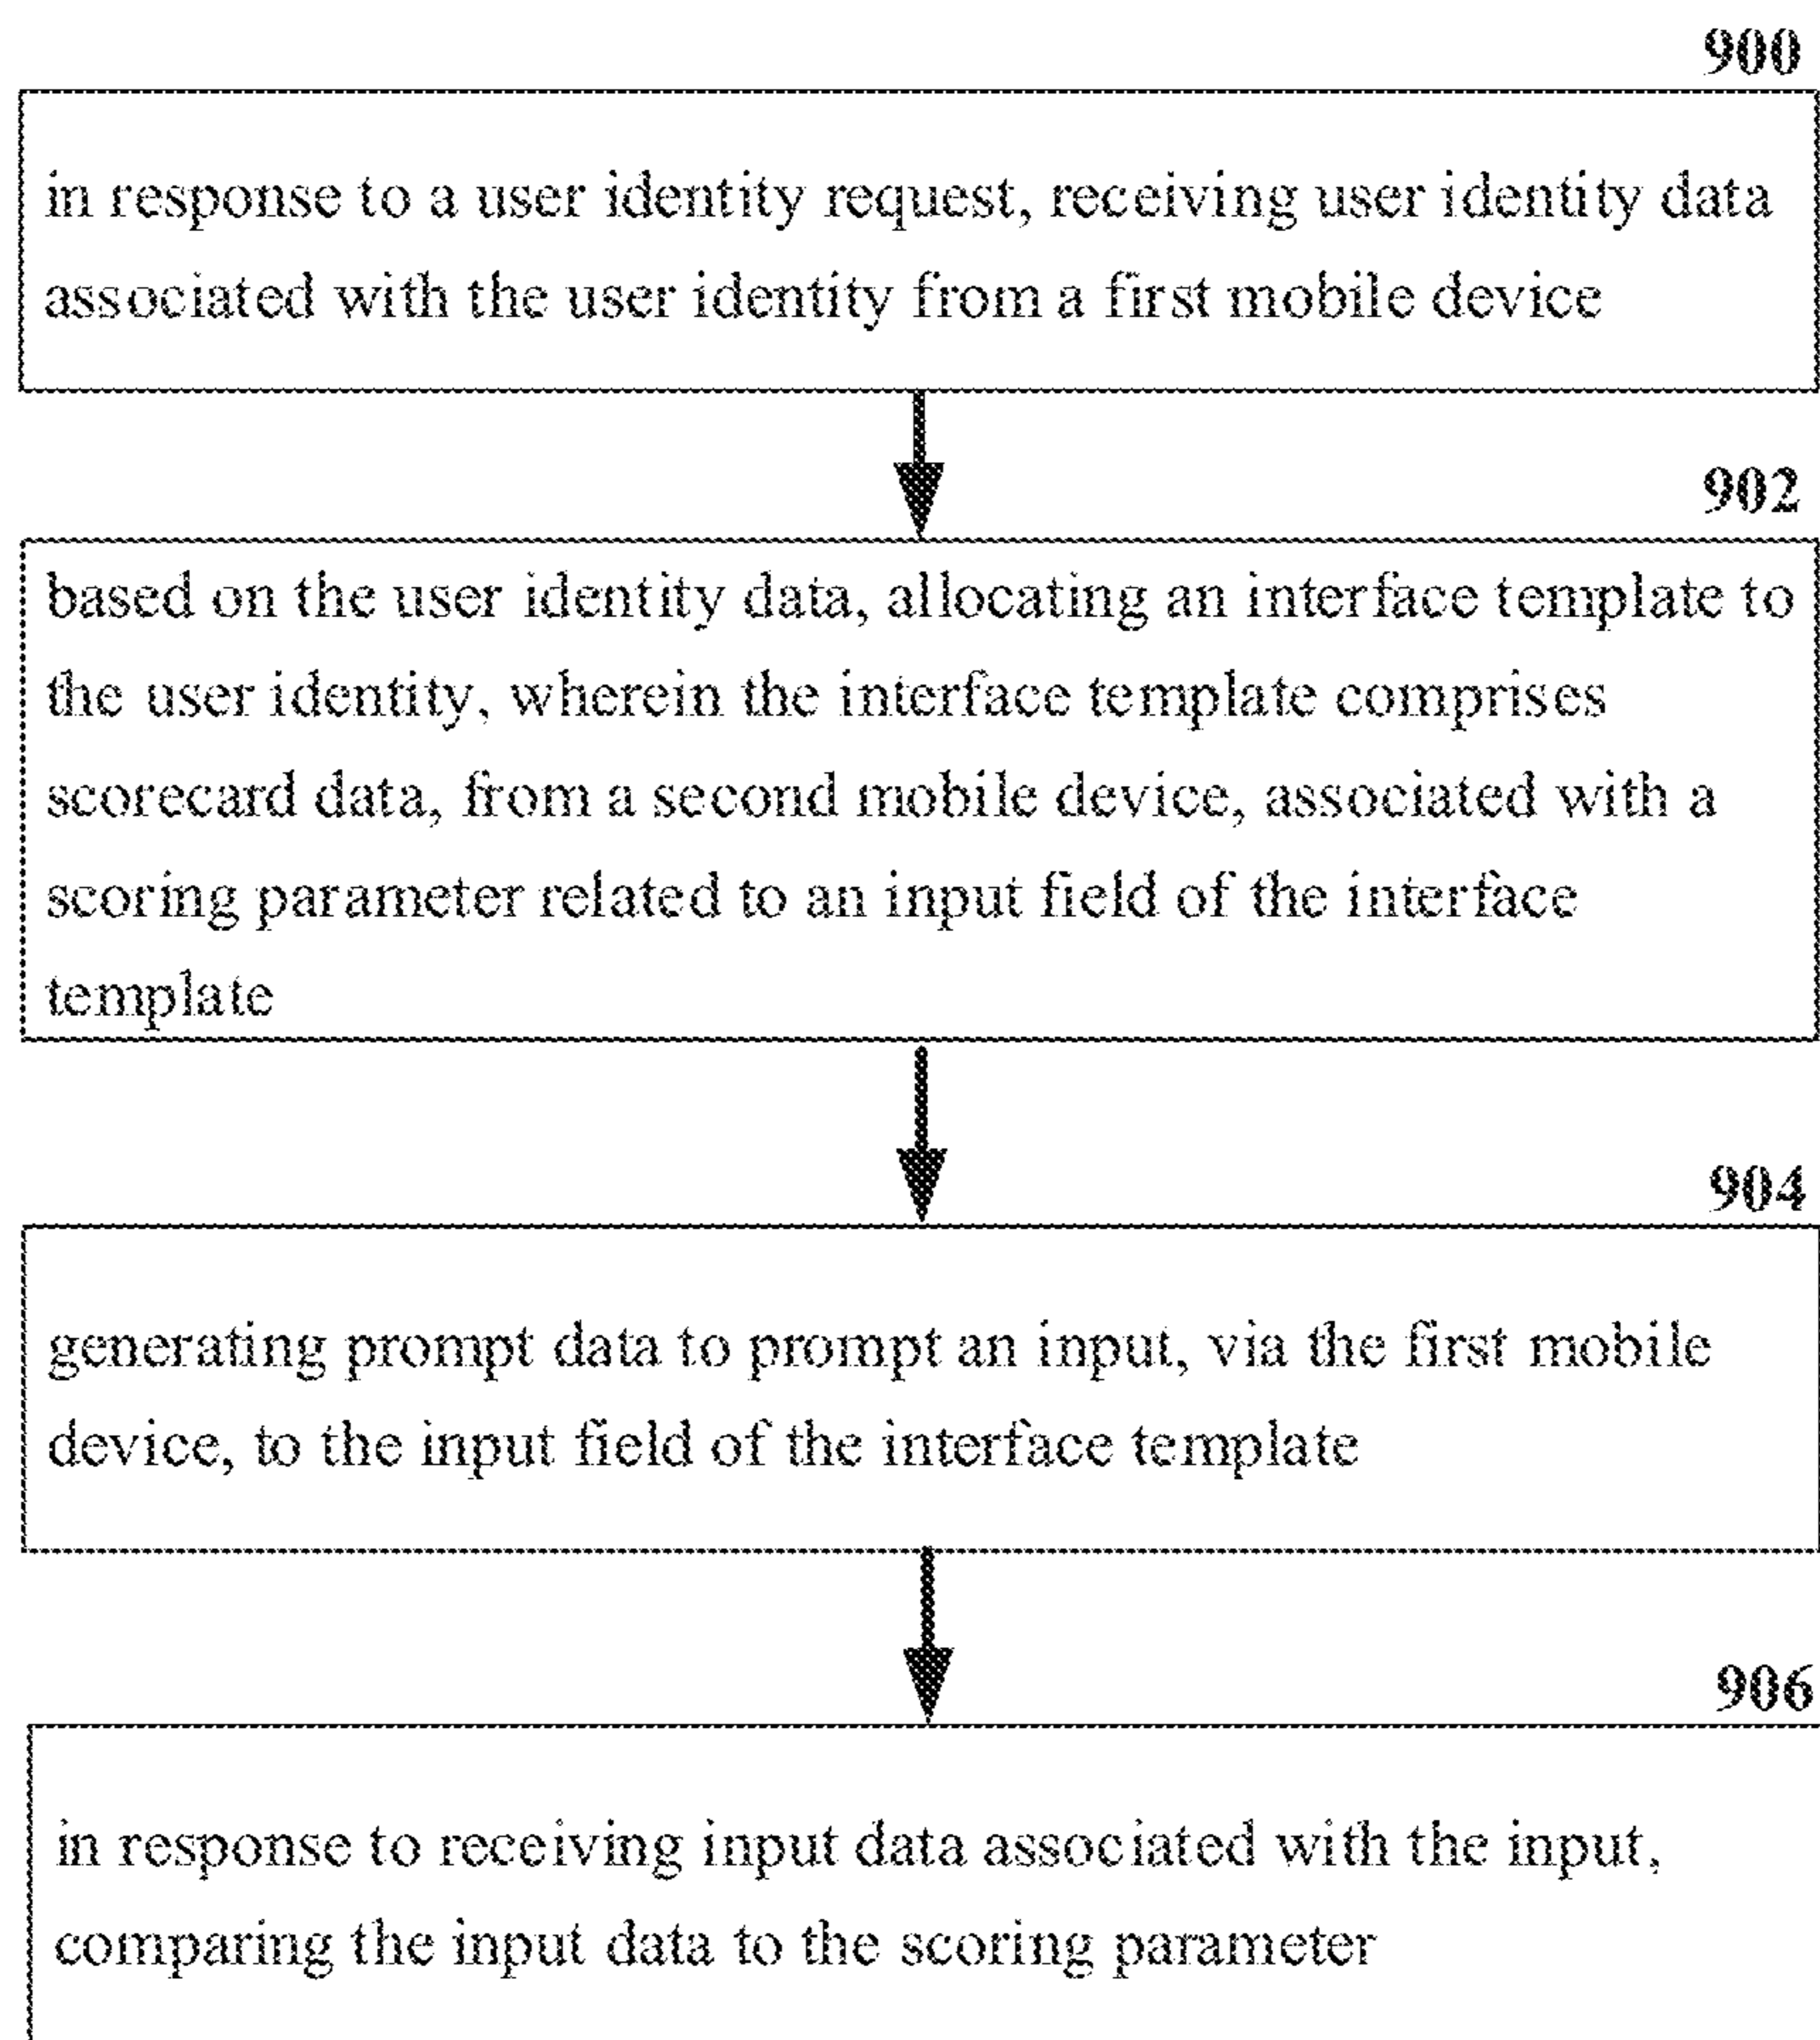 900
in response to a user identity request, receiving user identity data
associated with the user identity from a first mobile device
902
based on the user identity data, allocating an interface template to
the user identity, wherein the interface template comprises
scorecard data, from a second mobile device, associated with a
scoring parameter related to an input field of the interface
template
904
generating prompt data to prompt an input, via the first mobile
device, to the input field of the interface template
906
in response to receiving input data associated with the input,
comparing the input data to the scoring parameter